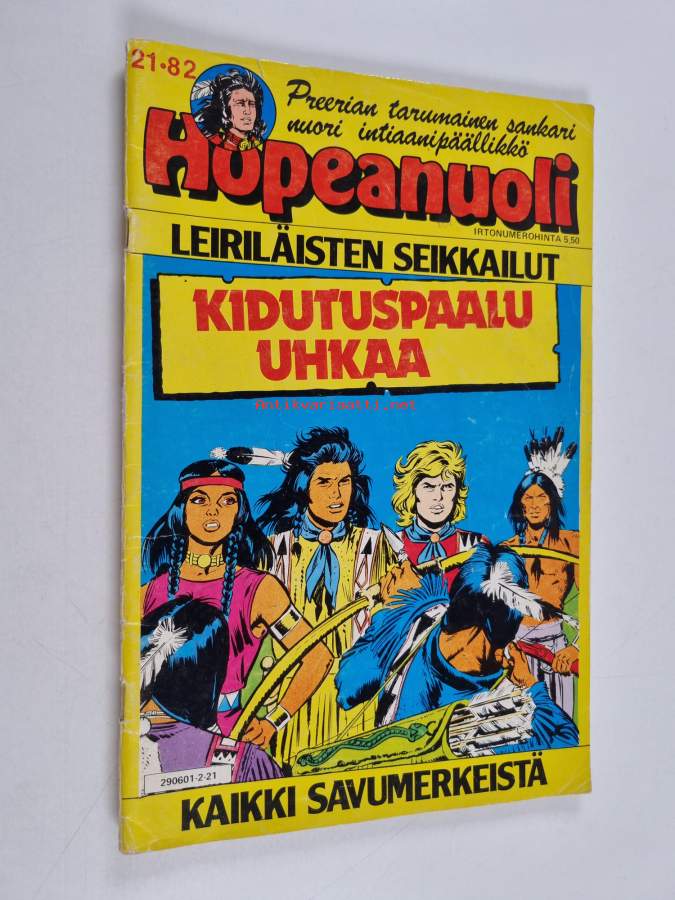 21·82
Preerian tarumainen sankari
nuori intiaanipäällikkö
Hopeanuoli
IRTONUMEROHINTA 5,50
LEIRILÄISTEN SEIKKAILUT
KIDUTUSPAALU
UHKAA
Antikvariaatti.net
290601-2-21
KAIKKI SAVUMERKEISTÄ